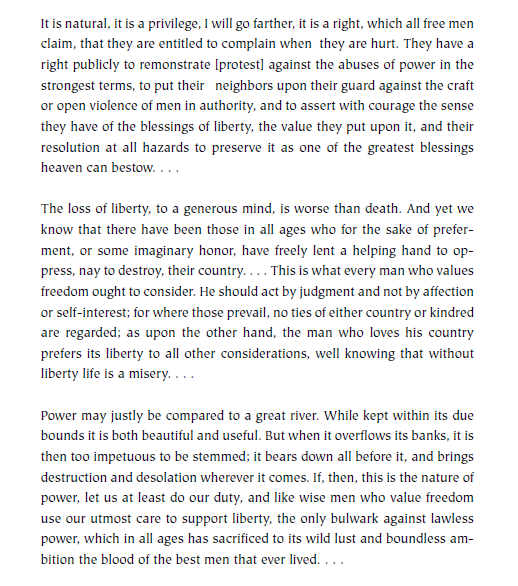 It is natural, it is a privilege, I will go farther, it is a right, which all free men
claim, that they are entitled to complain when  they are hurt. They have a
right publicly to remonstrate [protest] against the abuses of power in the
strongest terms, to put their   neighbors upon their guard against the craft
or open violence of men in authority, and to assert with courage the sense
they have of the blessings of liberty, the value they put upon it, and their
resolution at all hazards to preserve it as one of the greatest blessings
heaven can bestow. . . .

The loss of liberty, to a generous mind, is worse than death. And yet we
know that there have been those in all ages who for the sake of prefer-
ment, or some imaginary honor, have freely lent a helping hand to op-
press, nay to destroy, their country. . . . This is what every man who values
freedom ought to consider. He should act by judgment and not by affection
or self-interest; for where those prevail, no ties of either country or kindred
are regarded; as upon the other hand, the man who loves his country
prefers its liberty to all other considerations, well knowing that without
liberty life is a misery. . . .

Power may justly be compared to a great river. While kept within its due
bounds it is both beautiful and useful. But when it overflows its banks, it is
then too impetuous to be stemmed; it bears down all before it, and brings
destruction and desolation wherever it comes. If, then, this is the nature of
power, let us at least do our duty, and like wise men who value freedom
use our utmost care to support liberty, the only bulwark against lawless
power, which in all ages has sacrificed to its wild lust and boundless am-
bition the blood of the best men that ever lived. . . .